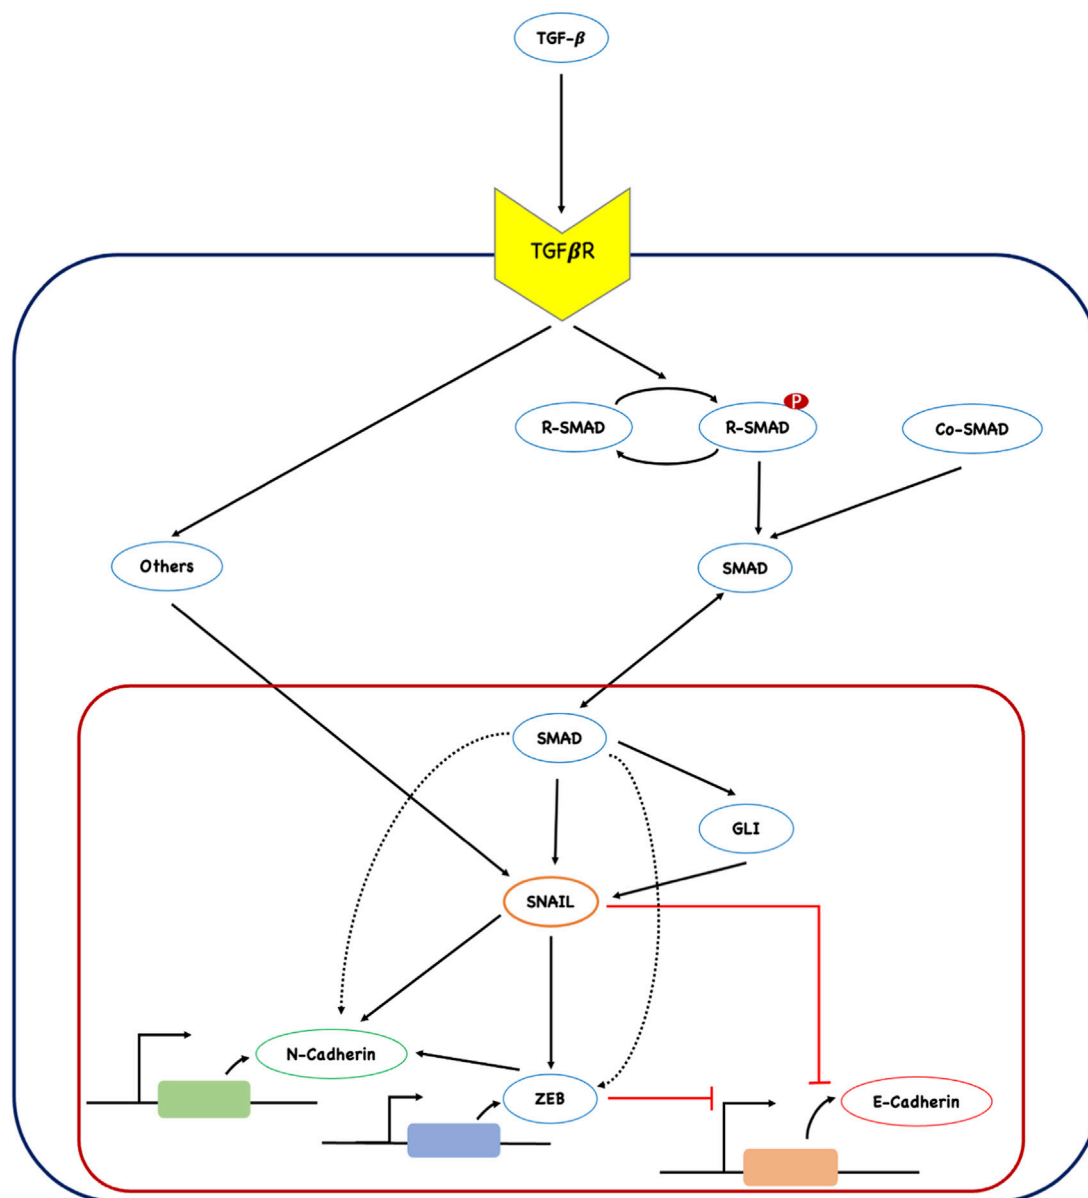 TGF-β
TGFβR
P
R-SMAD
R-SMAD
Co-SMAD
Others
SMAD
SMAD
GLI
SNAIL
N-Cadherin
ZEB
E-Cadherin